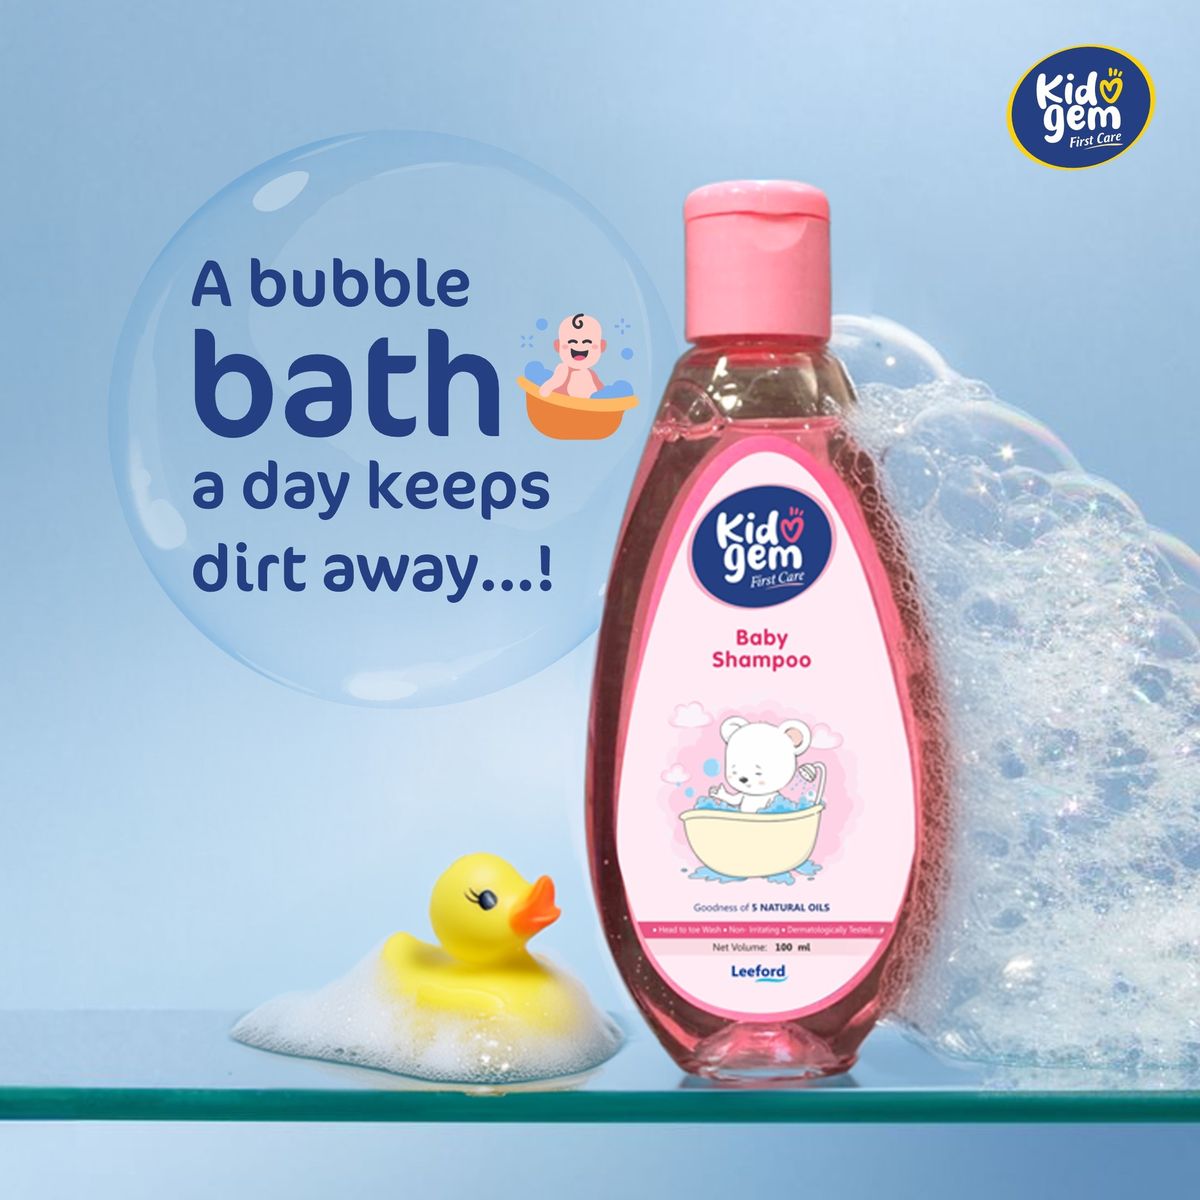 Kid
gem
First Care
A bubble
bath
a day keeps
dirt away...!
Kid
gem
First Care
Baby
Shampoo
Goodness of 5 NATURAL OILS
• Head to toe Wash • Non- Irritating • Dermatologically Tested
Net Volume: 100 ml
Leeford